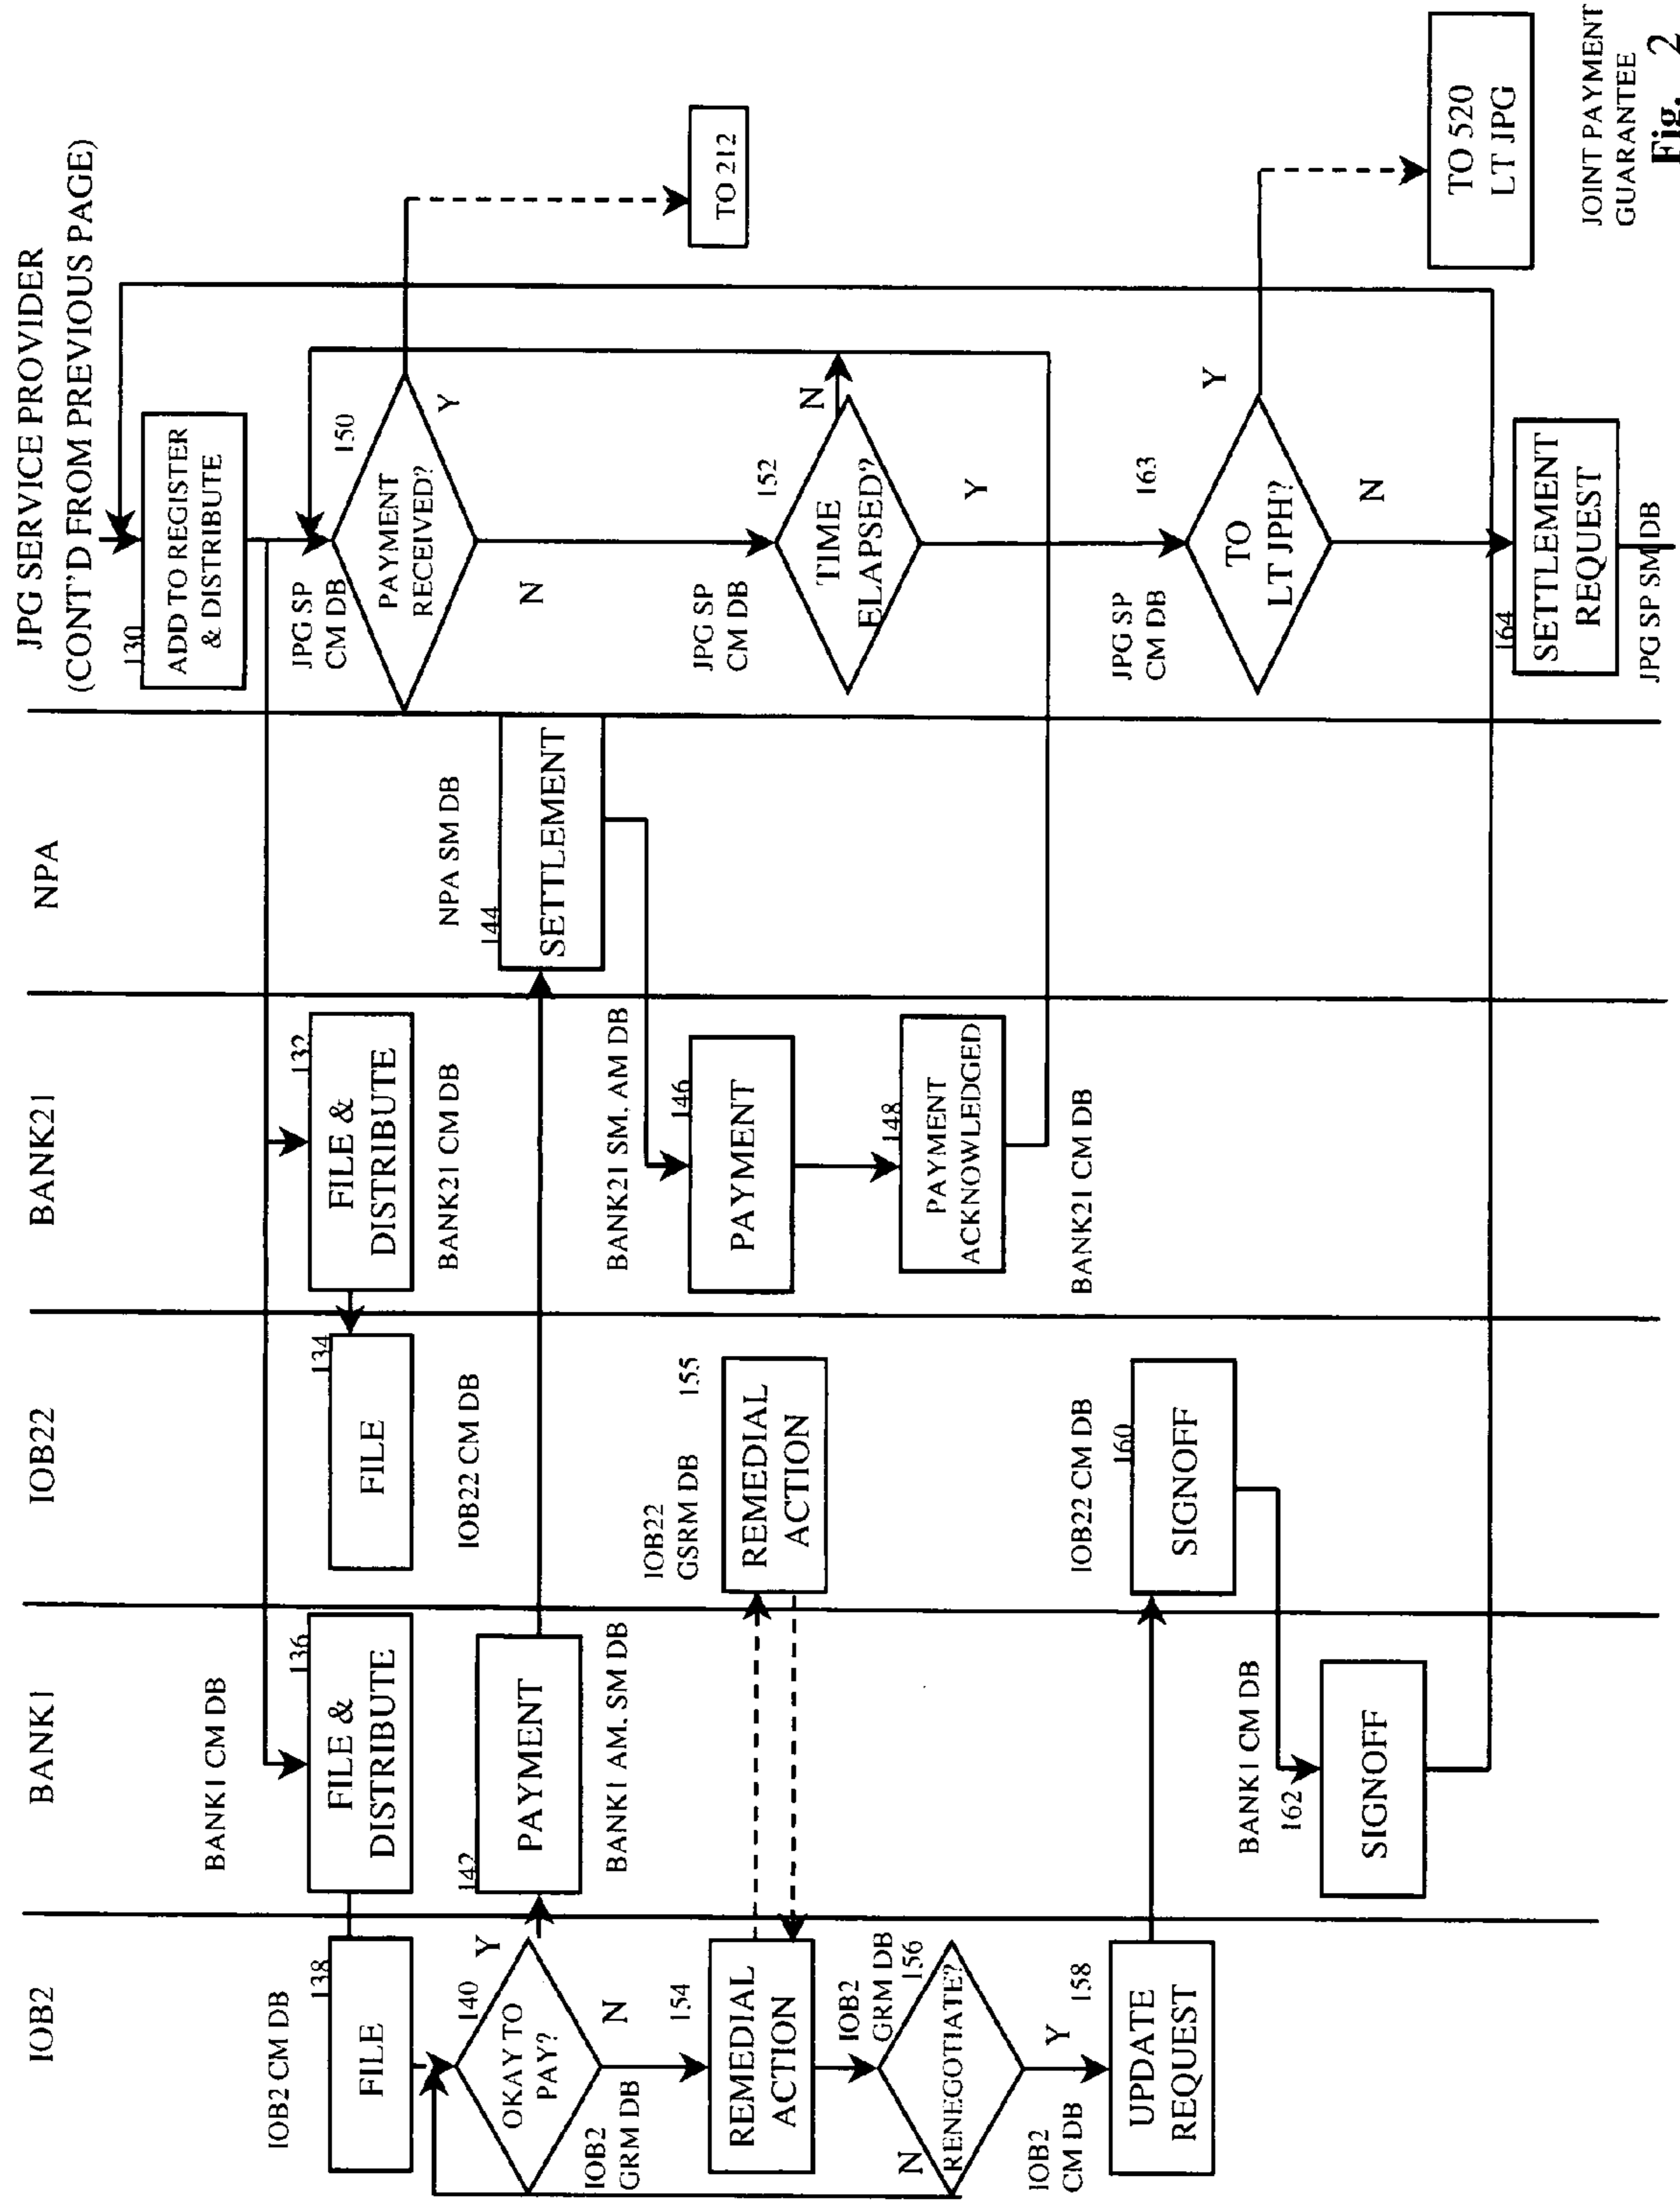 JPG SERVICE PROVIDER
(CONT'D FROM PREVIOUS PAGE)
IOB2
BANK1
IOB22
BANK21
NPA
130
ADD TO REGISTER
& DISTRIBUTE
BANK1 CM DB
136
FILE &
DISTRIBUTE
132
FILE &
DISTRIBUTE
BANK21 CM DB
134
FILE
IOB22 CM DB
IOB2 CM DB
138
FILE
140
OKAY TO
PAY?
Y
N
IOB2
GRM DB
142
PAYMENT
BANK1 AM, SM DB
NPA SM DB
144
SETTLEMENT
BANK21 SM, AM DB
146
PAYMENT
148
PAYMENT
ACKNOWLEDGED
BANK21 CM DB
JPG SP
CM DB
150
PAYMENT
RECEIVED?
Y
N
TO 212
JPG SP
CM DB
152
TIME
ELAPSED?
N
Y
154
REMEDIAL
ACTION
IOB2
GRM DB
IOB22
GSRM DB
155
REMEDIAL
ACTION
156
RENEGOTIATE?
N
Y
IOB2
CM DB
158
UPDATE
REQUEST
IOB22 CM DB
160
SIGNOFF
BANK1 CM DB
162
SIGNOFF
JPG SP
CM DB
163
TO
LT JPH?
Y
N
TO 520
LT JPG
164
SETTLEMENT
REQUEST
JPG SP SM DB
JOINT PAYMENT
GUARANTEE
Fig. 2